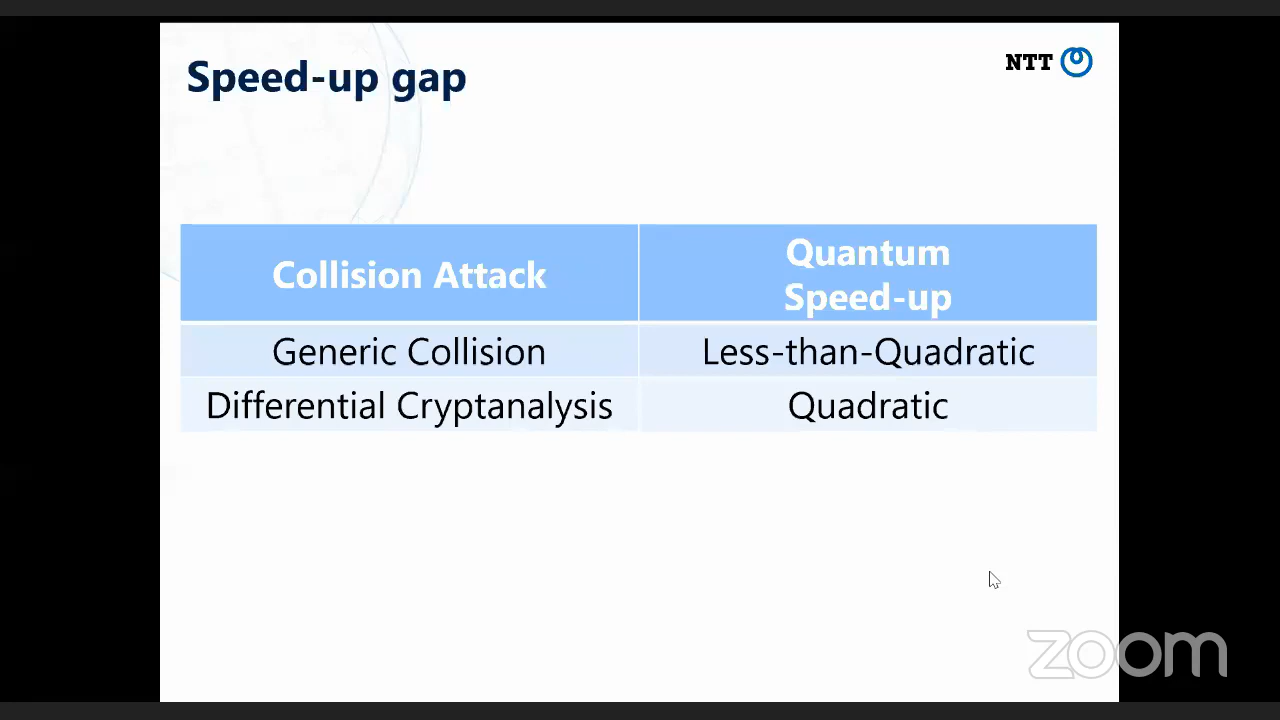 Speed-up gap
NTT
Collision Attack
Quantum
Speed-up
Generic Collision
Less-than-Quadratic
Differential Cryptanalysis
Quadratic
zoom